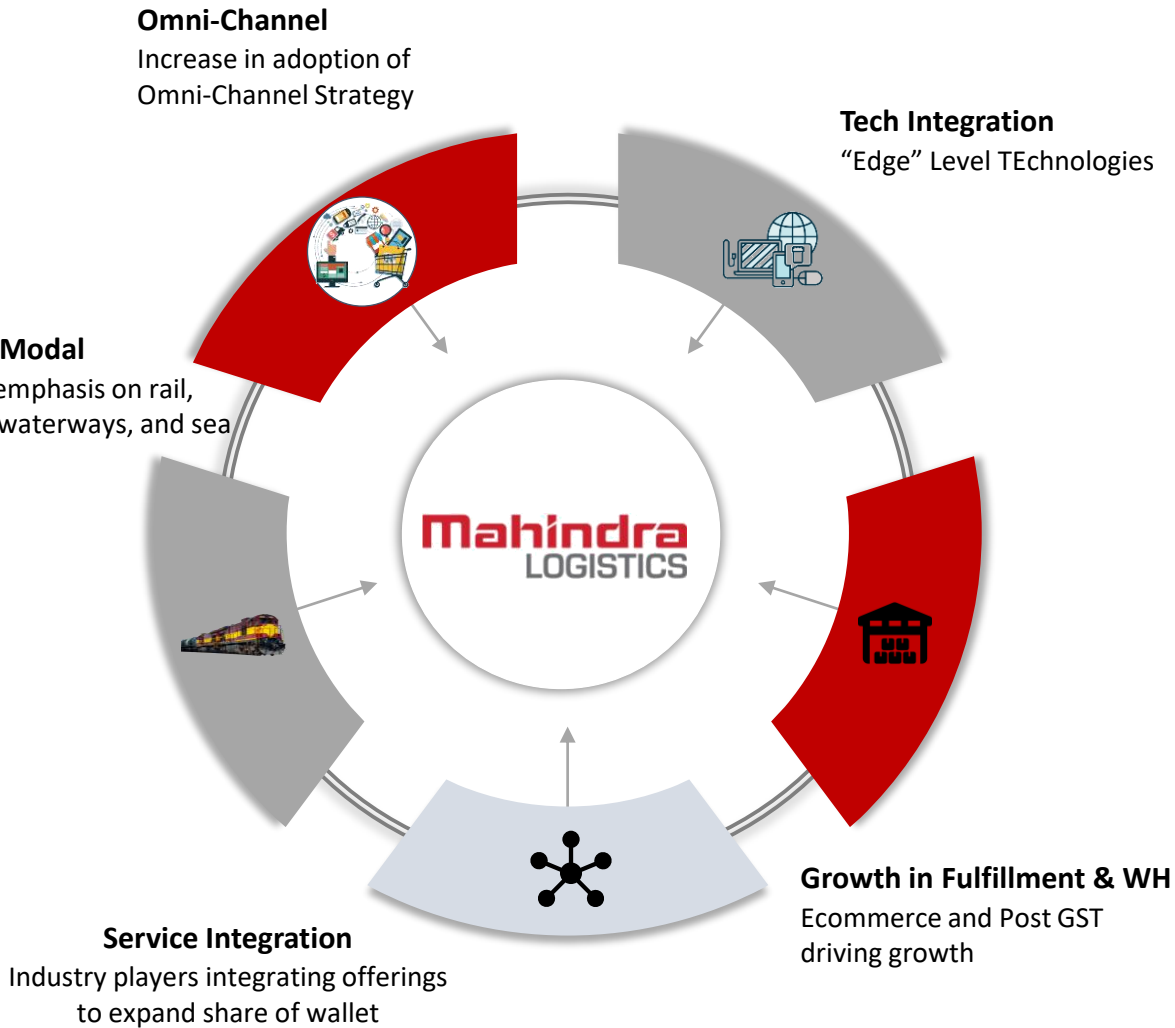 Omni-Channel
Increase in adoption of
Omni-Channel Strategy
Tech Integration
“Edge” Level TEchnologies
Modal
emphasis on rail,
waterways, and sea
Mahindra
LOGISTICS
Growth in Fulfillment & WH
Ecommerce and Post GST
driving growth
Service Integration
Industry players integrating offerings
to expand share of wallet